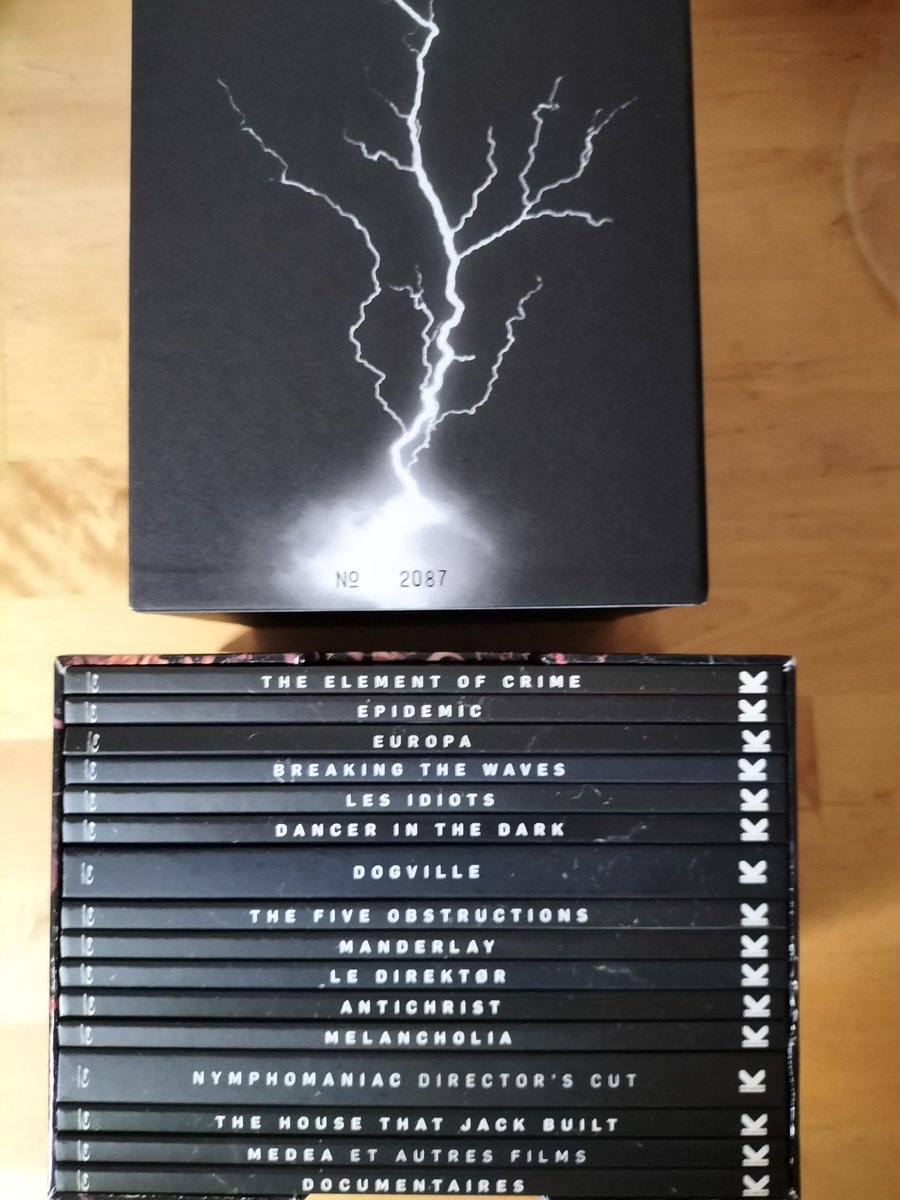 Nº 2087
THE ELEMENT OF CRIME K
EPIDEMIC K
EUROPA K
BREAKING THE WAVES K
LES IDIOTS K
DANCER IN THE DARK K
DOGVILLE K
THE FIVE OBSTRUCTIONS K
MANDERLAY K
LE DIREKTØR K
ANTICHRIST K
MELANCHOLIA K
NYMPHOMANIAC DIRECTOR'S CUT K
THE HOUSE THAT JACK BUILT K
MEDEA ET AUTRES FILMS K
DOCUMENTAIRES K